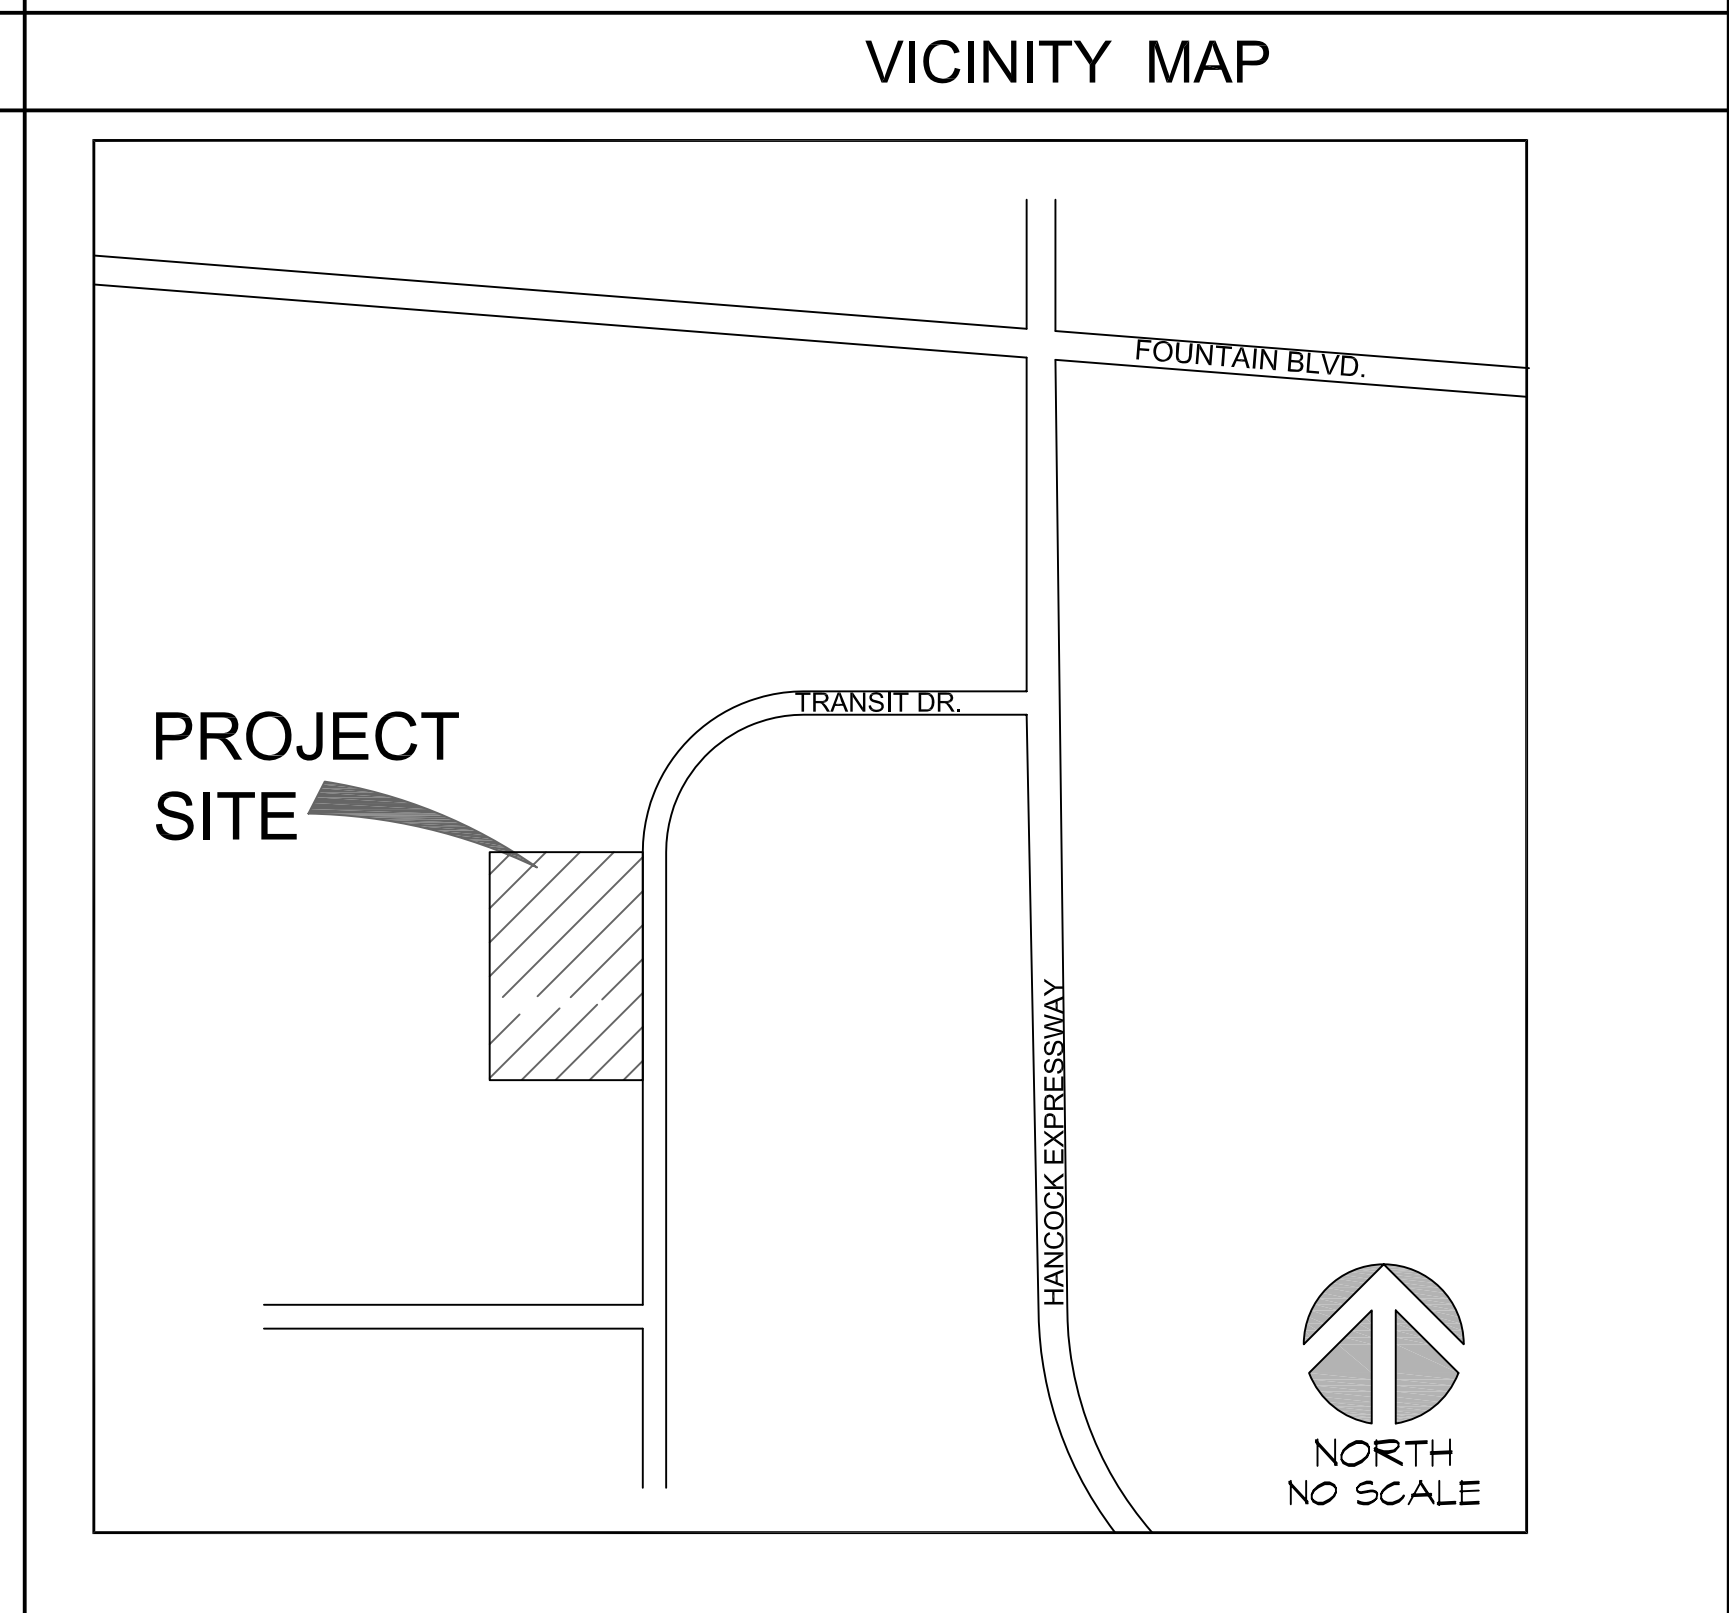 VICINITY MAP
FOUNTAIN BLVD.
TRANSIT DR.
PROJECT
SITE
HANCOCK EXPRESSWAY
NORTH
NO SCALE